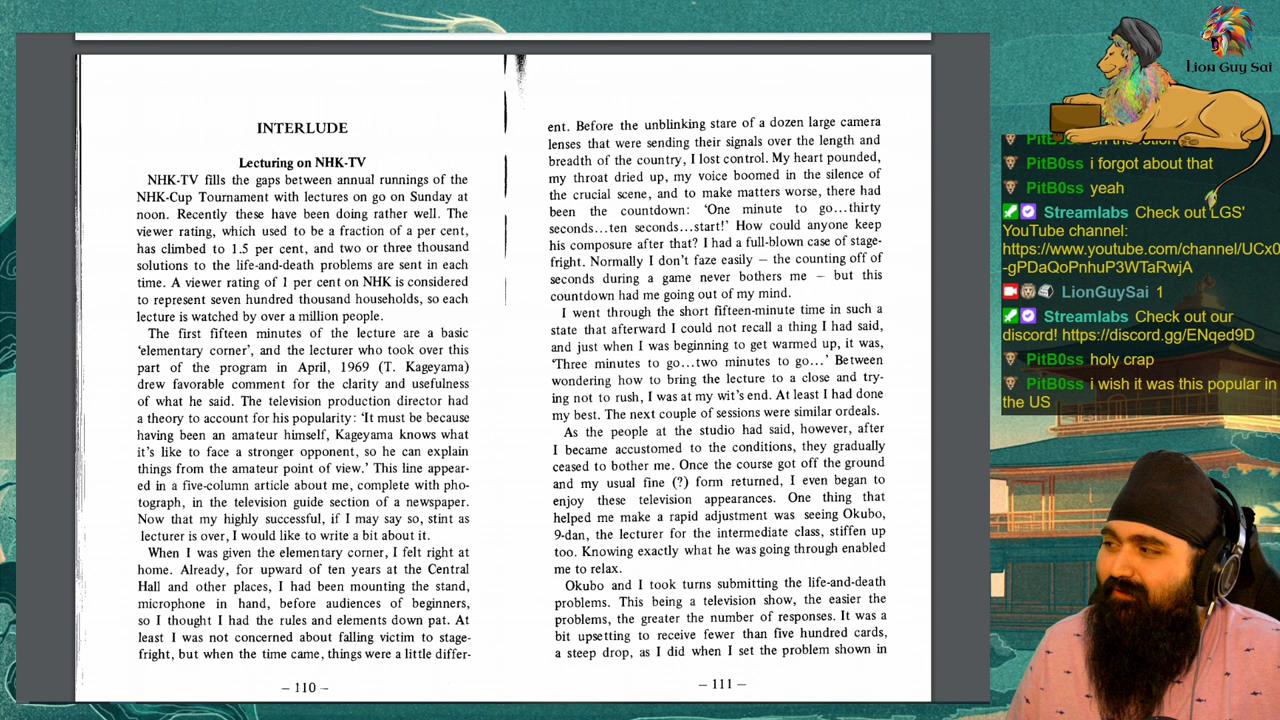 INTERLUDE
Lecturing on NHK-TV
NHK-TV fills the gaps between annual runnings of the
NHK-Cup Tournament with lectures on go on Sunday at
noon. Recently these have been doing rather well. The
viewer rating, which used to be a fraction of a per cent,
has climbed to 1.5 per cent, and two or three thousand
solutions to the life-and-death problems are sent in each
time. A viewer rating of 1 per cent on NHK is considered
to represent seven hundred thousand households, so each
lecture is watched by over a million people.
The first fifteen minutes of the lecture are a basic
‘elementary corner’, and the lecturer who took over this
part of the program in April, 1969 (T. Kageyama)
drew favorable comment for the clarity and usefulness
of what he said. The television production director had
a theory to account for his popularity: ‘It must be because
having been an amateur himself, Kageyama knows what
it’s like to face a stronger opponent, so he can explain
things from the amateur point of view.’ This line appear-
ed in a five-column article about me, complete with pho-
tograph, in the television guide section of a newspaper.
Now that my highly successful, if I may say so, stint as
lecturer is over, I would like to write a bit about it.
When I was given the elementary corner, I felt right at
home. Already, for upward of ten years at the Central
Hall and other places, I had been mounting the stand,
microphone in hand, before audiences of beginners,
so I thought I had the rules and elements down pat. At
least I was not concerned about falling victim to stage-
fright, but when the time came, things were a little differ-
– 110 –
ent. Before the unblinking stare of a dozen large camera
lenses that were sending their signals over the length and
breadth of the country, I lost control. My heart pounded,
my throat dried up, my voice boomed in the silence of
the crucial scene, and to make matters worse, there had
been the countdown: ‘One minute to go...thirty
seconds...ten seconds...start!’ How could anyone keep
his composure after that? I had a full-blown case of stage-
fright. Normally I don’t faze easily – the counting off of
seconds during a game never bothers me – but this
countdown had me going out of my mind.
I went through the short fifteen-minute time in such a
state that afterward I could not recall a thing I had said,
and just when I was beginning to get warmed up, it was,
‘Three minutes to go...two minutes to go...’ Between
wondering how to bring the lecture to a close and try-
ing not to rush, I was at my wit’s end. At least I had done
my best. The next couple of sessions were similar ordeals.
As the people at the studio had said, however, after
I became accustomed to the conditions, they gradually
ceased to bother me. Once the course got off the ground
and my usual fine (?) form returned, I even began to
enjoy these television appearances. One thing that
helped me make a rapid adjustment was seeing Okubo,
9-dan, the lecturer for the intermediate class, stiffen up
too. Knowing exactly what he was going through enabled
me to relax.
Okubo and I took turns submitting the life-and-death
problems. This being a television show, the easier the
problems, the greater the number of responses. It was a
bit upsetting to receive fewer than five hundred cards,
a steep drop, as I did when I set the problem shown in
– 111 –
Lion Guy Sai
PitB0ss i forgot about that
PitB0ss yeah
Streamlabs Check out LGS'
YouTube channel:
https://www.youtube.com/channel/UCx0
-gPDaQoPnhuP3WTaRwjA
LionGuySai 1
Streamlabs Check out our
discord! https://discord.gg/ENqed9D
PitB0ss holy crap
PitB0ss i wish it was this popular in
the US